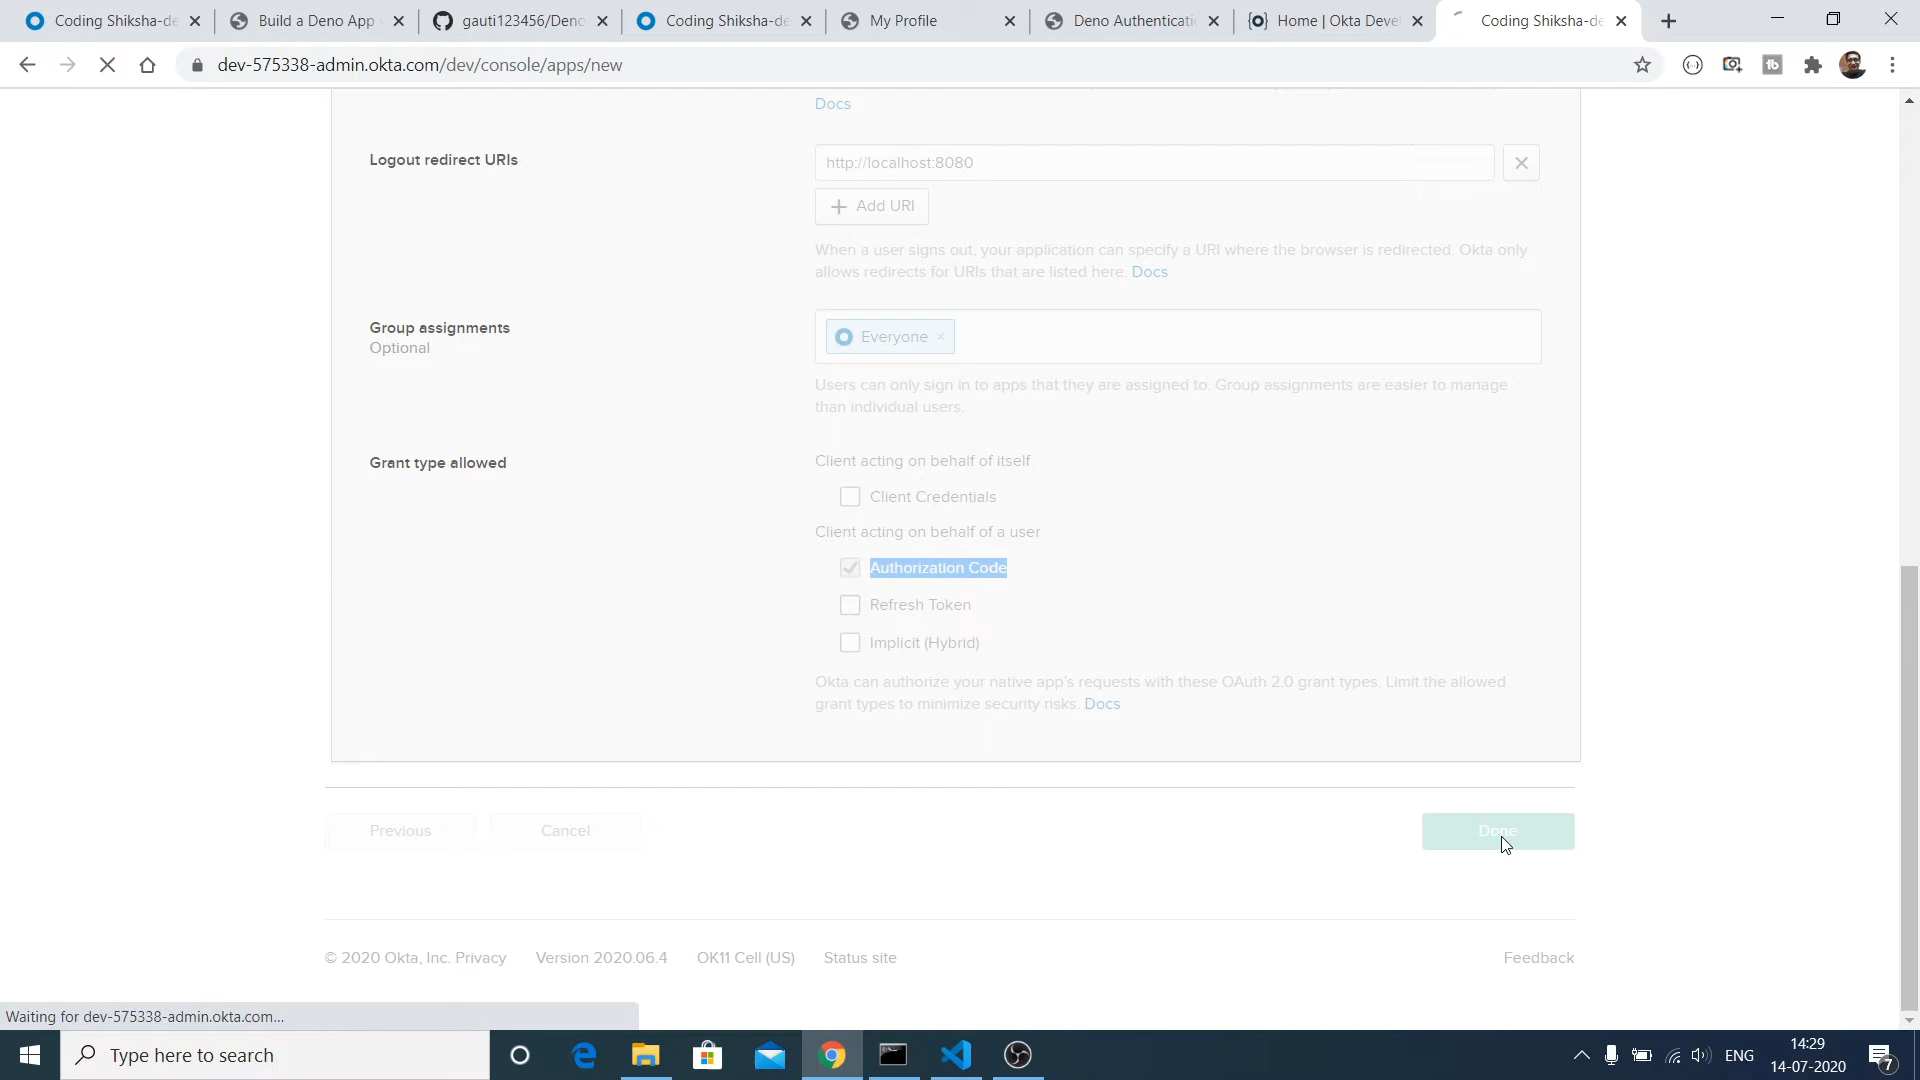 Coding Shiksha-de
Build a Deno App
gauti123456/Deno
Coding Shiksha-de
My Profile
Deno Authenticati
Home | Okta Devel
Coding Shiksha-de
dev-575338-admin.okta.com/dev/console/apps/new
Docs
Logout redirect URIs
http://localhost:8080
Add URI
When a user signs out, your application can specify a URI where the browser is redirected. Okta only
allows redirects for URIs that are listed here. Docs
Group assignments
Optional
Everyone
Users can only sign in to apps that they are assigned to. Group assignments are easier to manage
than individual users.
Grant type allowed
Client acting on behalf of itself
Client Credentials
Client acting on behalf of a user
Authorization Code
Refresh Token
Implicit (Hybrid)
Okta can authorize your native app's requests with these OAuth 2.0 grant types. Limit the allowed
grant types to minimize security risks. Docs
Previous
Cancel
Done
© 2020 Okta, Inc. Privacy
Version 2020.06.4
OK11 Cell (US)
Status site
Feedback
Waiting for dev-575338-admin.okta.com...
Type here to search
ENG
14:29
14-07-2020
7